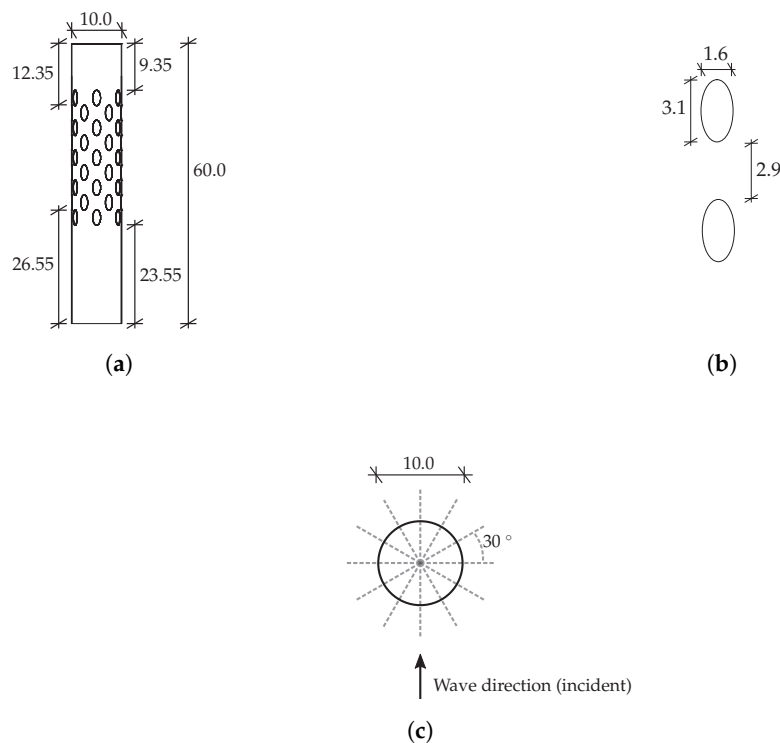 10.0
12.35
9.35
60.0
26.55
23.55
(a)
1.6
3.1
2.9
(b)
10.0
30 °
Wave direction (incident)
(c)